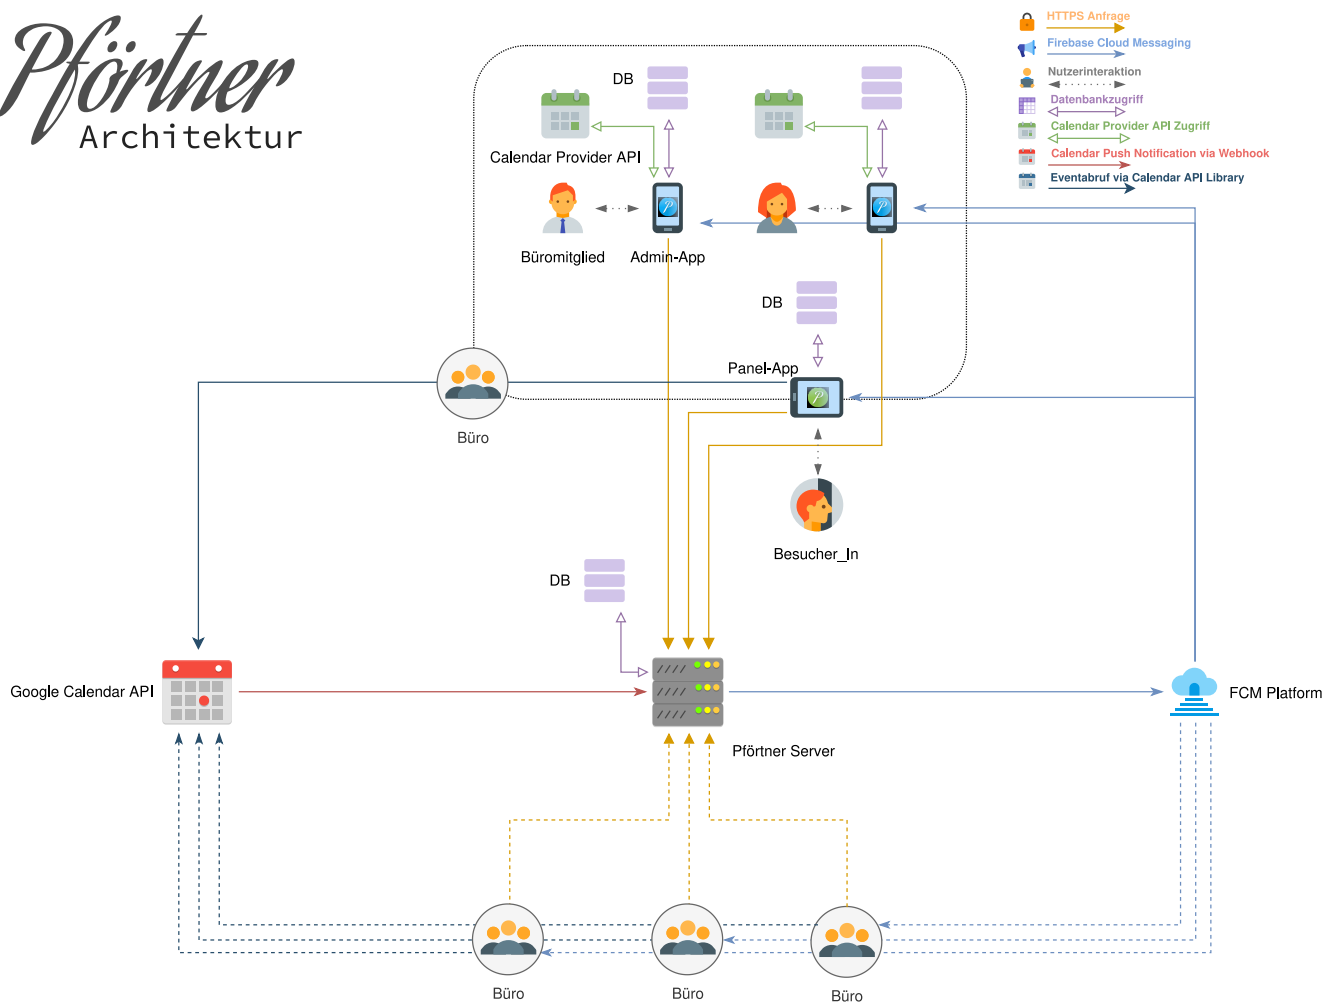 Pförtner
Architektur
HTTPS Anfrage
Firebase Cloud Messaging
Nutzerinteraktion
Datenbankzugriff
Calendar Provider API Zugriff
Calendar Push Notification via Webhook
Eventabruf via Calendar API Library
DB
Calendar Provider API
Büromitglied
Admin-App
DB
Panel-App
Büro
Besucher_In
DB
Google Calendar API
FCM Platform
Pförtner Server
Büro
Büro
Büro